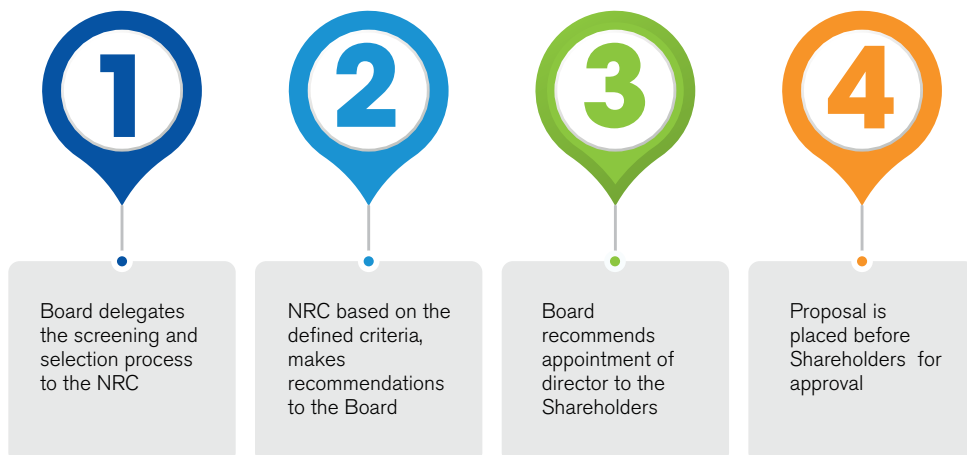 1
Board delegates
the screening and
selection process
to the NRC
2
NRC based on the
defined criteria,
makes
recommendations
to the Board
3
Board
recommends
appointment of
director to the
Shareholders
4
Proposal is
placed before
Shareholders for
approval